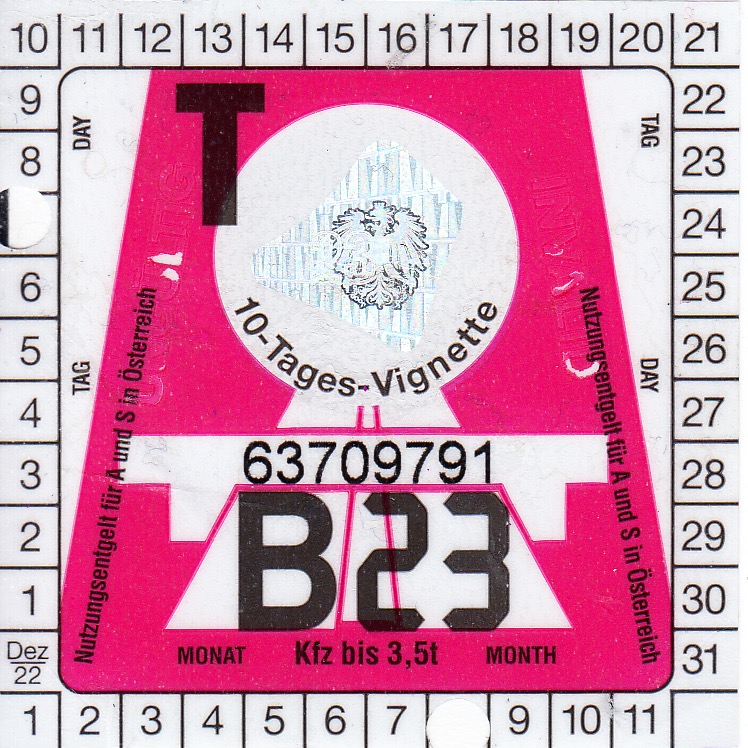 10 11 12 13 14 15 16 17 18 19 20 21
9
8
6
5
4
3
2
1
Dez
22
22
23
24
25
26
27
28
29
30
31
DAY
TAG
T
UNGÜLTIG
INVALID
10-Tages-Vignette
TAG
DAY
Nutzungsentgelt für A und S in Österreich
Nutzungsentgelt für A und S in Österreich
63709791
B23
MONAT Kfz bis 3,5t MONTH
1 2 3 4 5 6 7 9 10 11